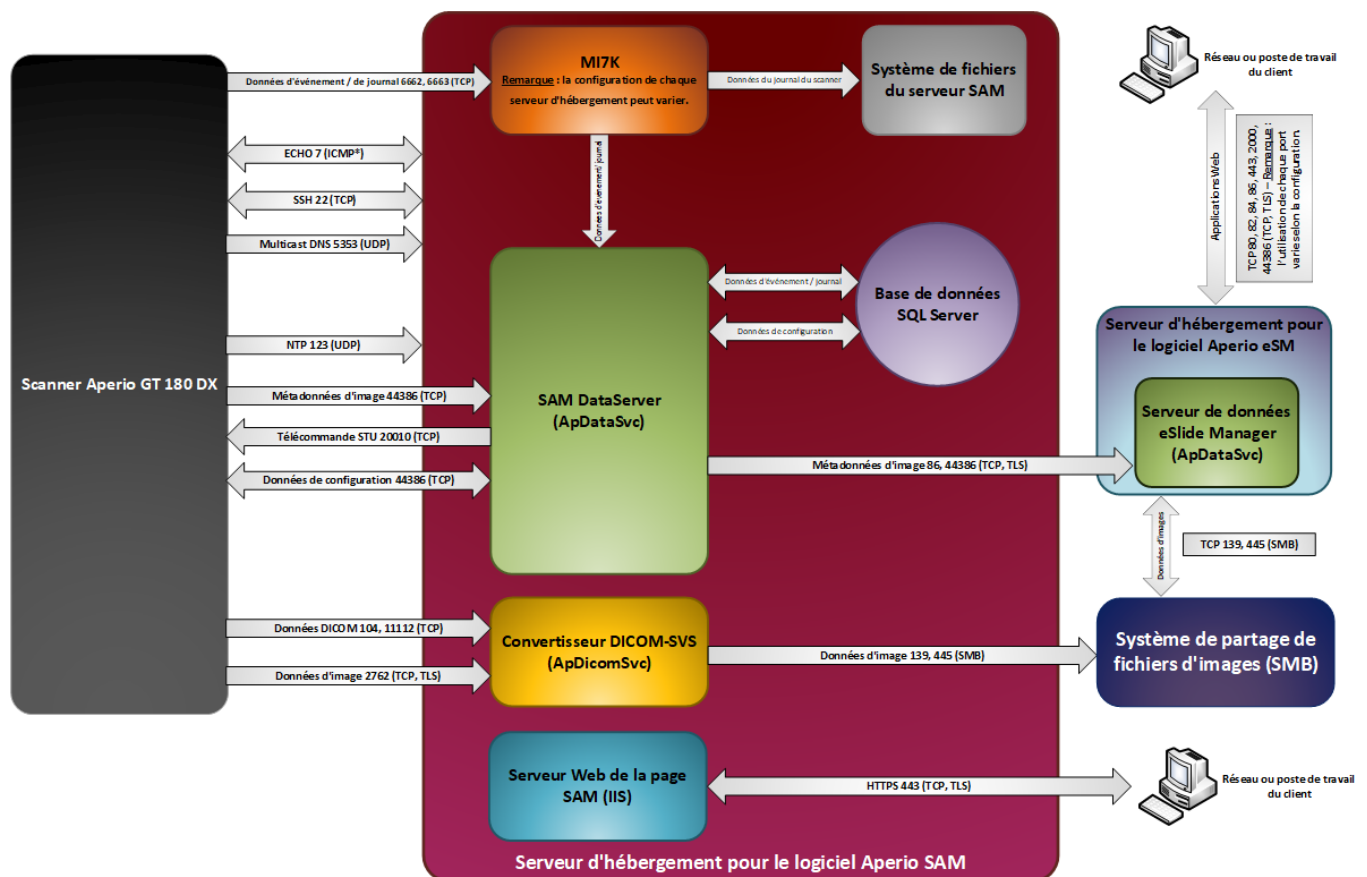 MI7K
Remarque : la configuration de chaque
serveur d'hébergement peut varier.
Données d'événement / de journal 6662, 6663 (TCP)
Données du journal du scanner
Système de fichiers
du serveur SAM
Réseau ou poste de travail
du client
ECHO 7 (ICMP*)
SSH 22 (TCP)
Multicast DNS 5353 (UDP)
Données d'événement/ journal
Applications Web
TCP 80, 82, 84, 86, 443, 2000,
44386 (TCP, TLS) – Remarque :
l'utilisation de chaque port
varie selon la configuration.
Données d'événement / journal
Base de données
SQL Server
Données de configuration
NTP 123 (UDP)
Serveur d'hébergement pour
le logiciel Aperio eSM
Scanner Aperio GT 180 DX
Métadonnées d'image 44386 (TCP)
SAM DataServer
(ApDataSvc)
Serveur de données
eSlide Manager
(ApDataSvc)
Télécommande STU 20010 (TCP)
Métadonnées d'image 86, 44386 (TCP, TLS)
Données de configuration 44386 (TCP)
Données d'images
TCP 139, 445 (SMB)
Données DICOM 104, 11112 (TCP)
Convertisseur DICOM-SVS
(ApDicomSvc)
Données d'image 139, 445 (SMB)
Système de partage de
fichiers d'images (SMB)
Données d'image 2762 (TCP, TLS)
Serveur Web de la page
SAM (IIS)
HTTPS 443 (TCP, TLS)
Réseau ou poste de travail
du client
Serveur d'hébergement pour le logiciel Aperio SAM